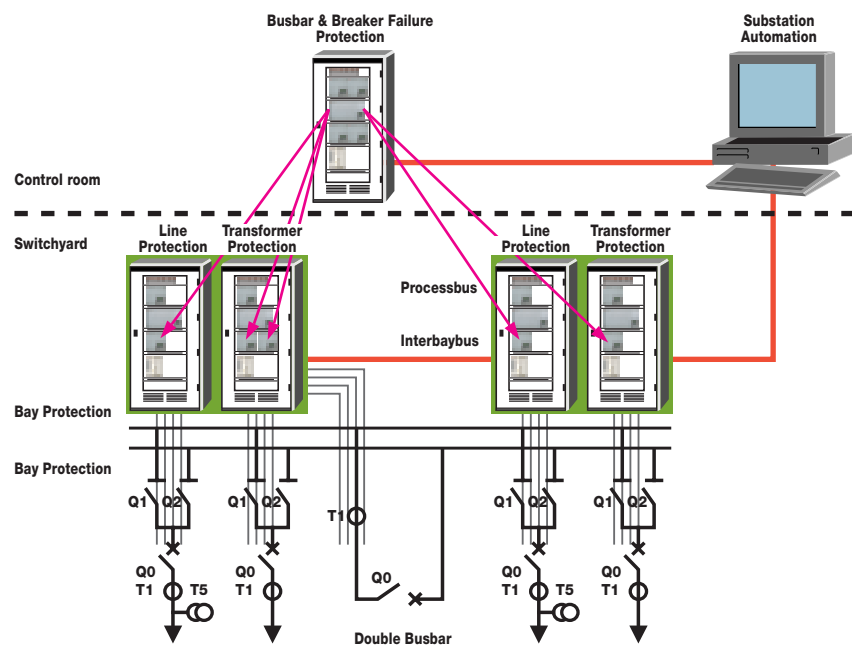 Busbar & Breaker Failure
Protection
Substation
Automation
Control room
Switchyard
Line
Protection
Transformer
Protection
Line
Protection
Transformer
Protection
Processbus
Interbaybus
Bay Protection
Bay Protection
Q1 Q2
Q1 Q2
T1
Q1 Q2
Q1 Q2
Q0
T1 T5
Q0
T1
Q0
Q0
T1 T5
Q0
T1
Double Busbar